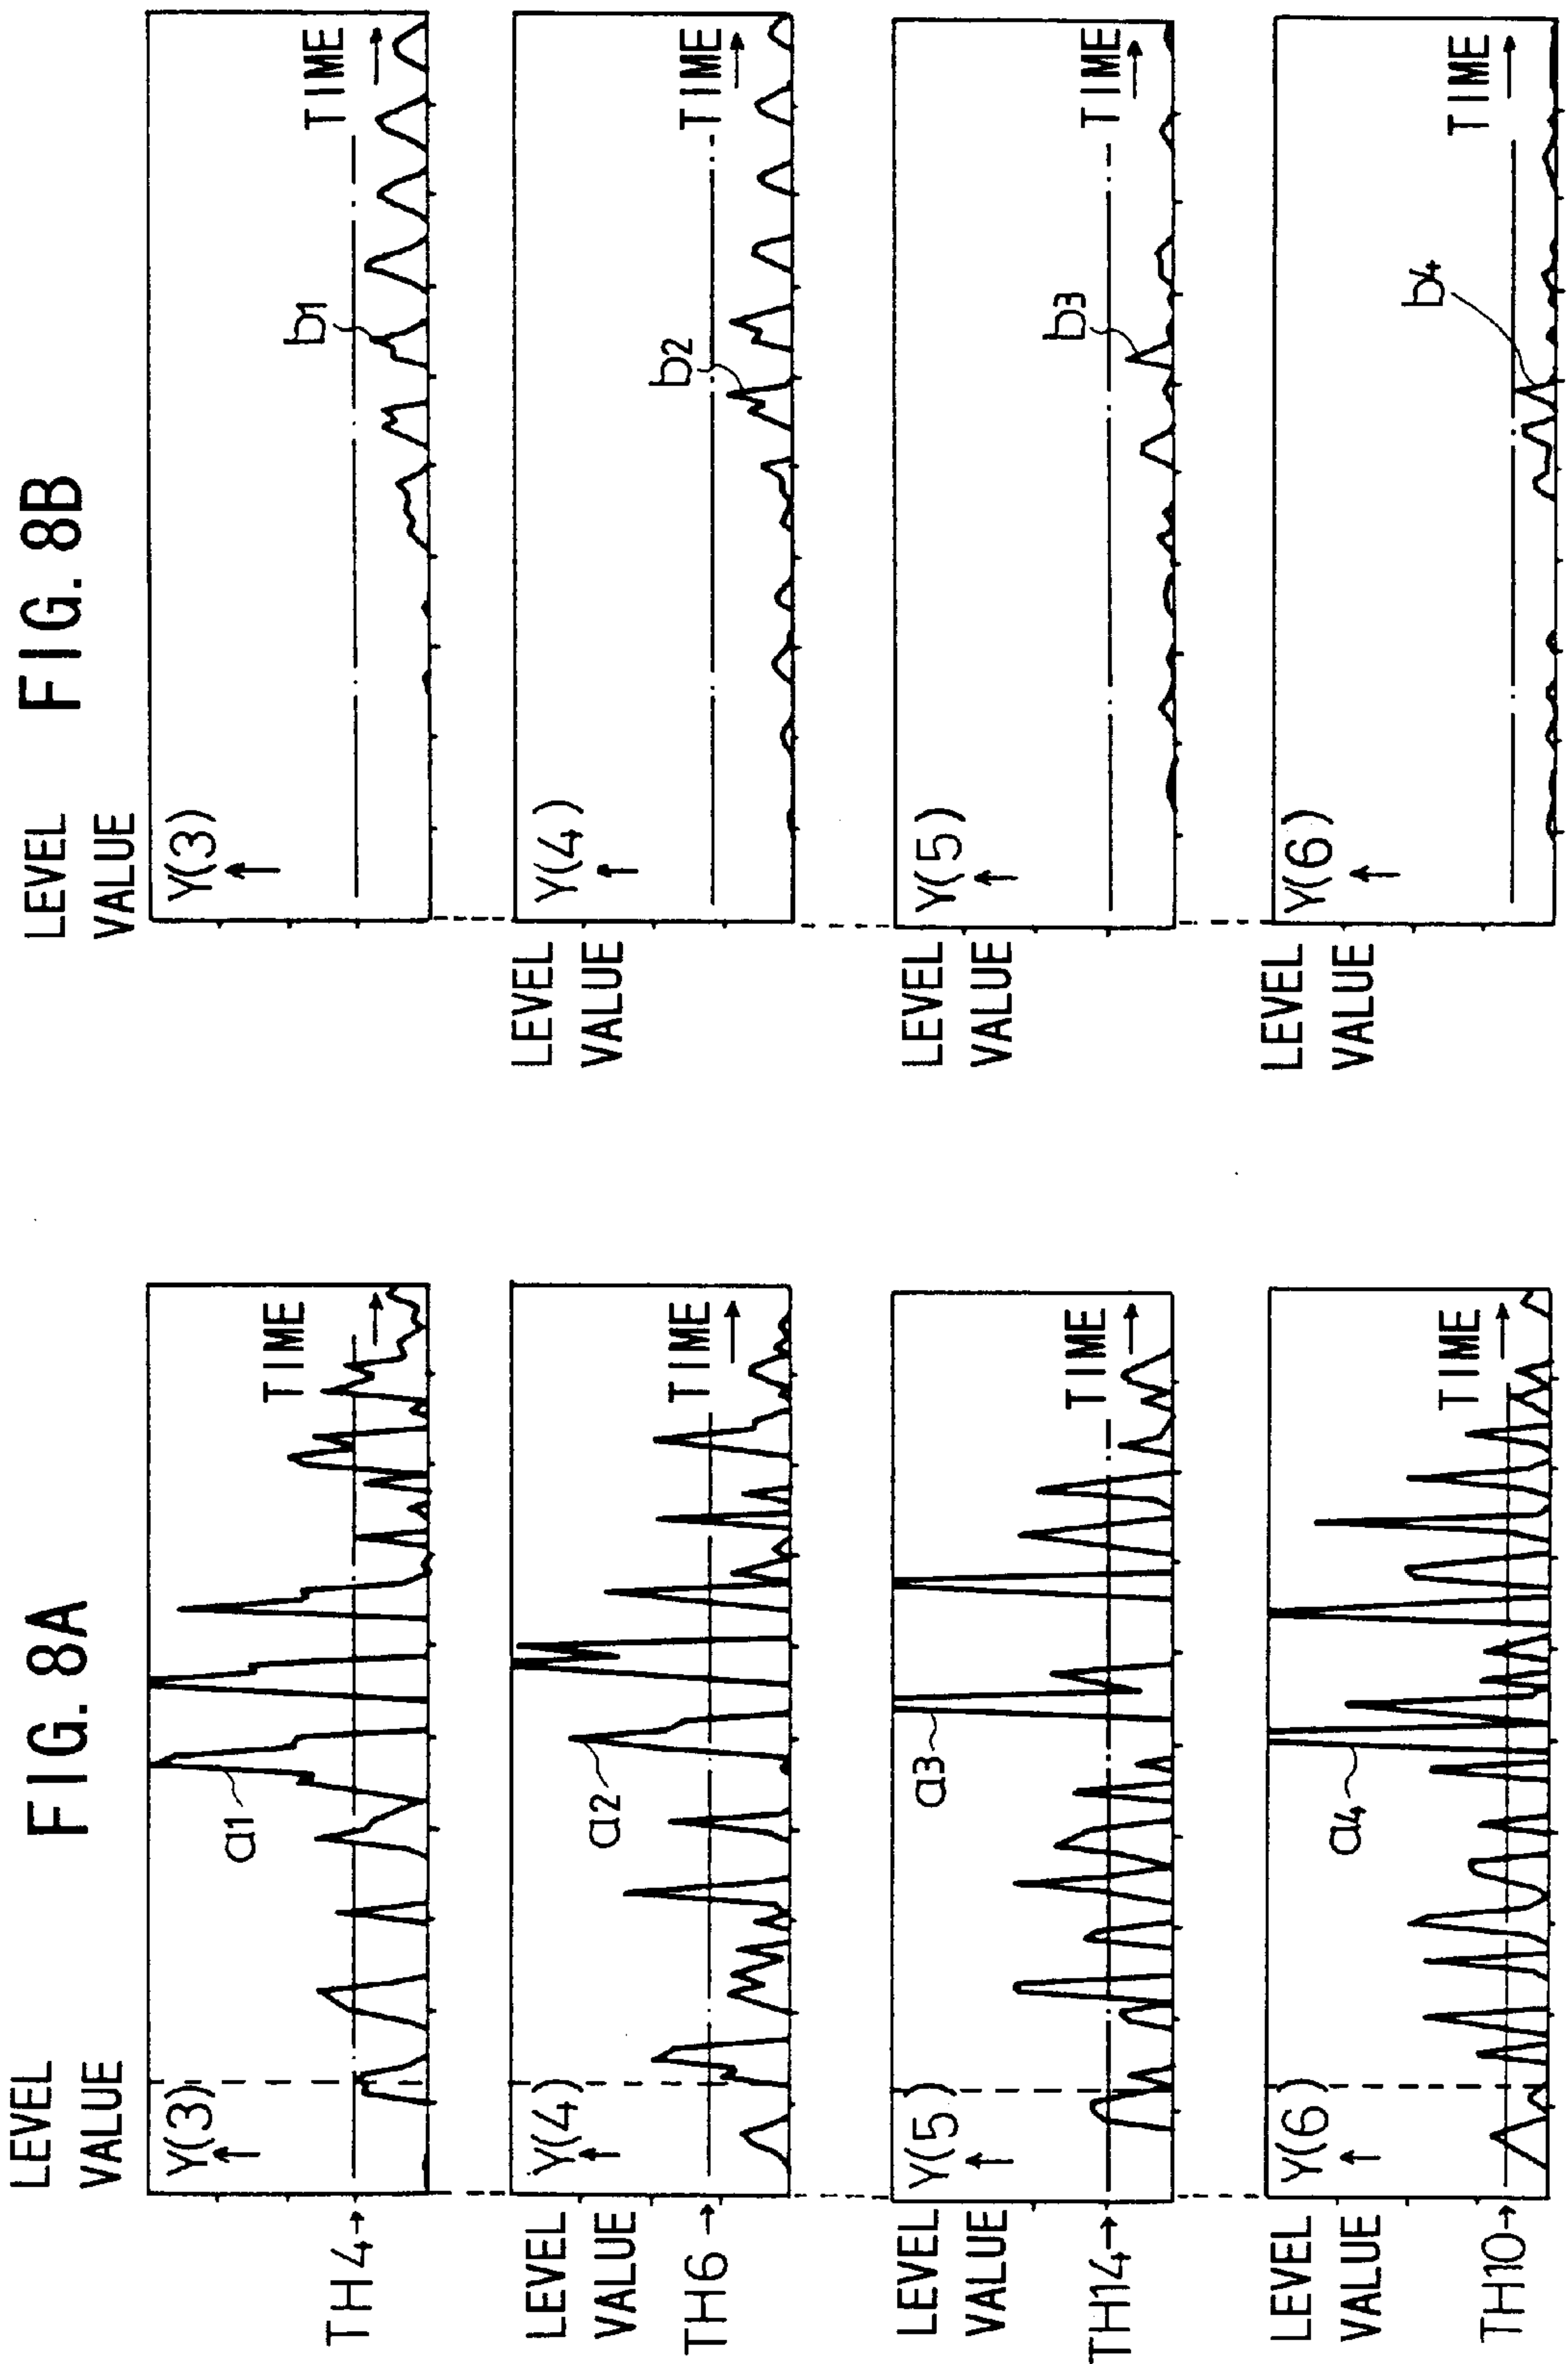 FIG. 8A
LEVEL
VALUE
Y(3)
TH4
a1
TIME
LEVEL
VALUE
Y(4)
TH6
a2
TIME
LEVEL
VALUE
Y(5)
TH14
a3
TIME
LEVEL
VALUE
Y(6)
TH10
a4
TIME
FIG. 8B
LEVEL
VALUE
Y(3)
b1
TIME
LEVEL
VALUE
Y(4)
b2
TIME
LEVEL
VALUE
Y(5)
b3
TIME
LEVEL
VALUE
Y(6)
b4
TIME